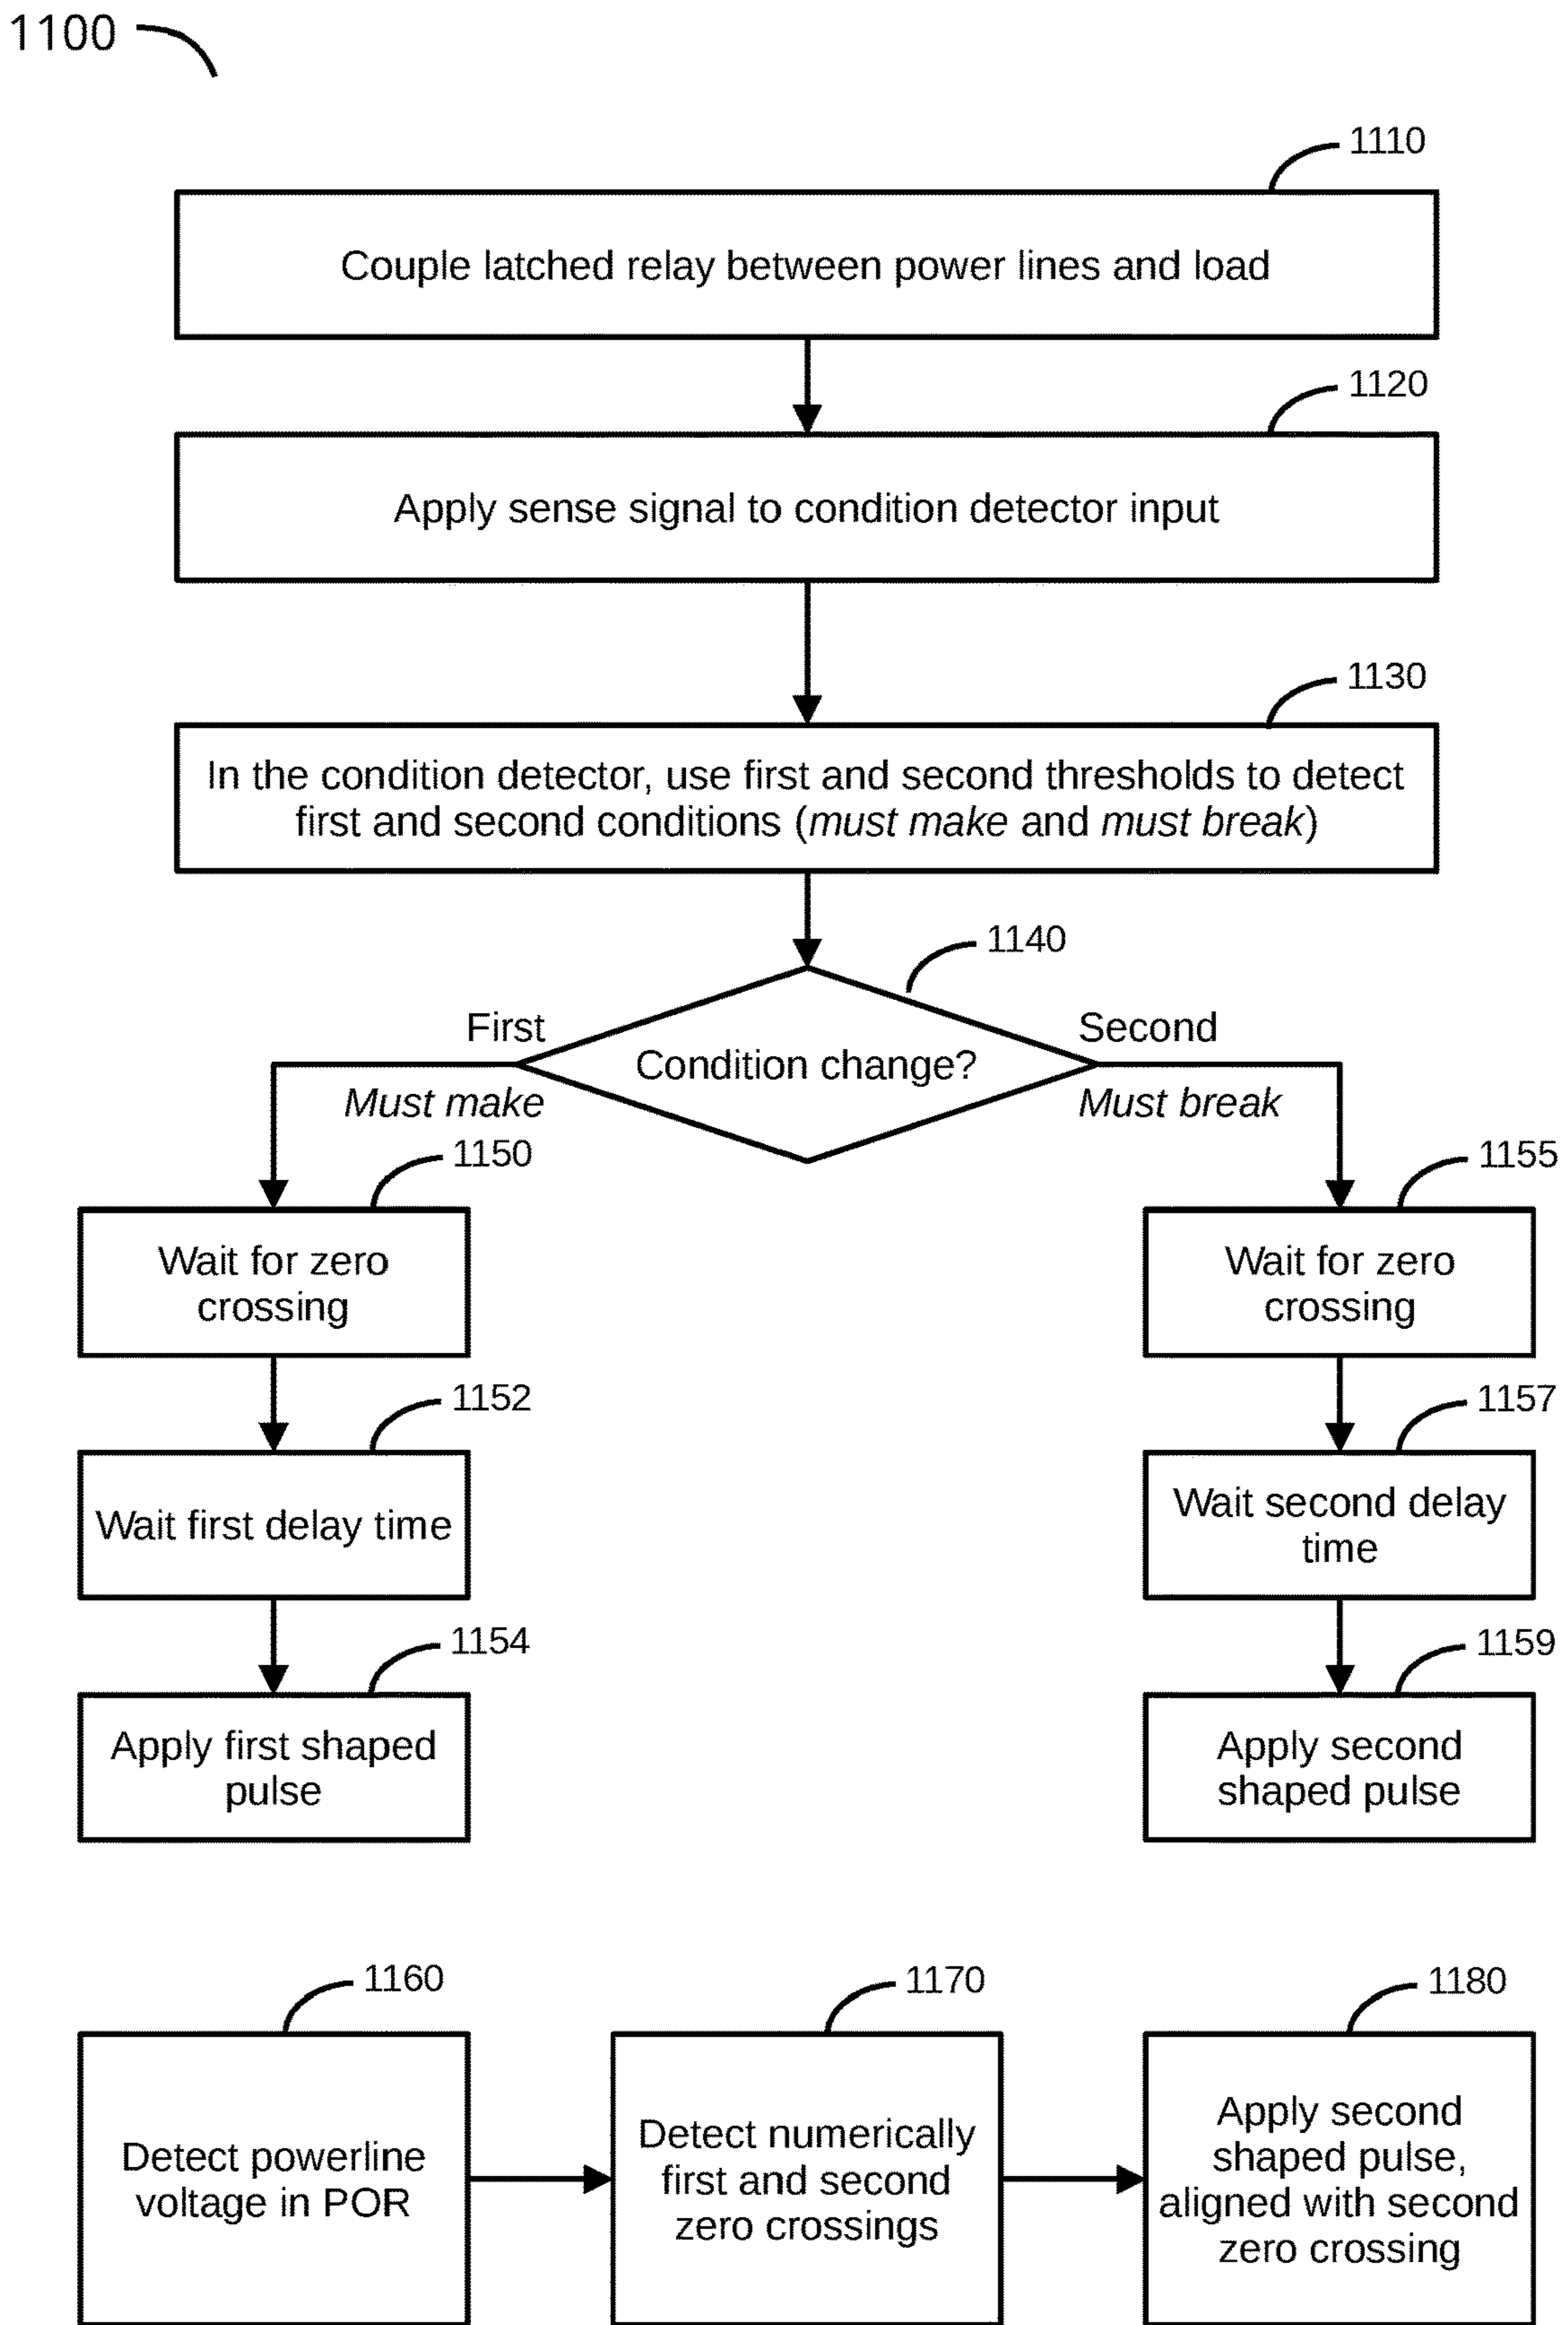 1100
1110
Couple latched relay between power lines and load
1120
Apply sense signal to condition detector input
1130
In the condition detector, use first and second thresholds to detect
first and second conditions (must make and must break)
1140
First
Second
Condition change?
Must make
Must break
1150
1155
Wait for zero
crossing
Wait for zero
crossing
1152
1157
Wait first delay time
Wait second delay
time
1154
1159
Apply first shaped
pulse
Apply second
shaped pulse
1160
1170
1180
Detect powerline
voltage in POR
Detect numerically
first and second
zero crossings
Apply second
shaped pulse,
aligned with second
zero crossing